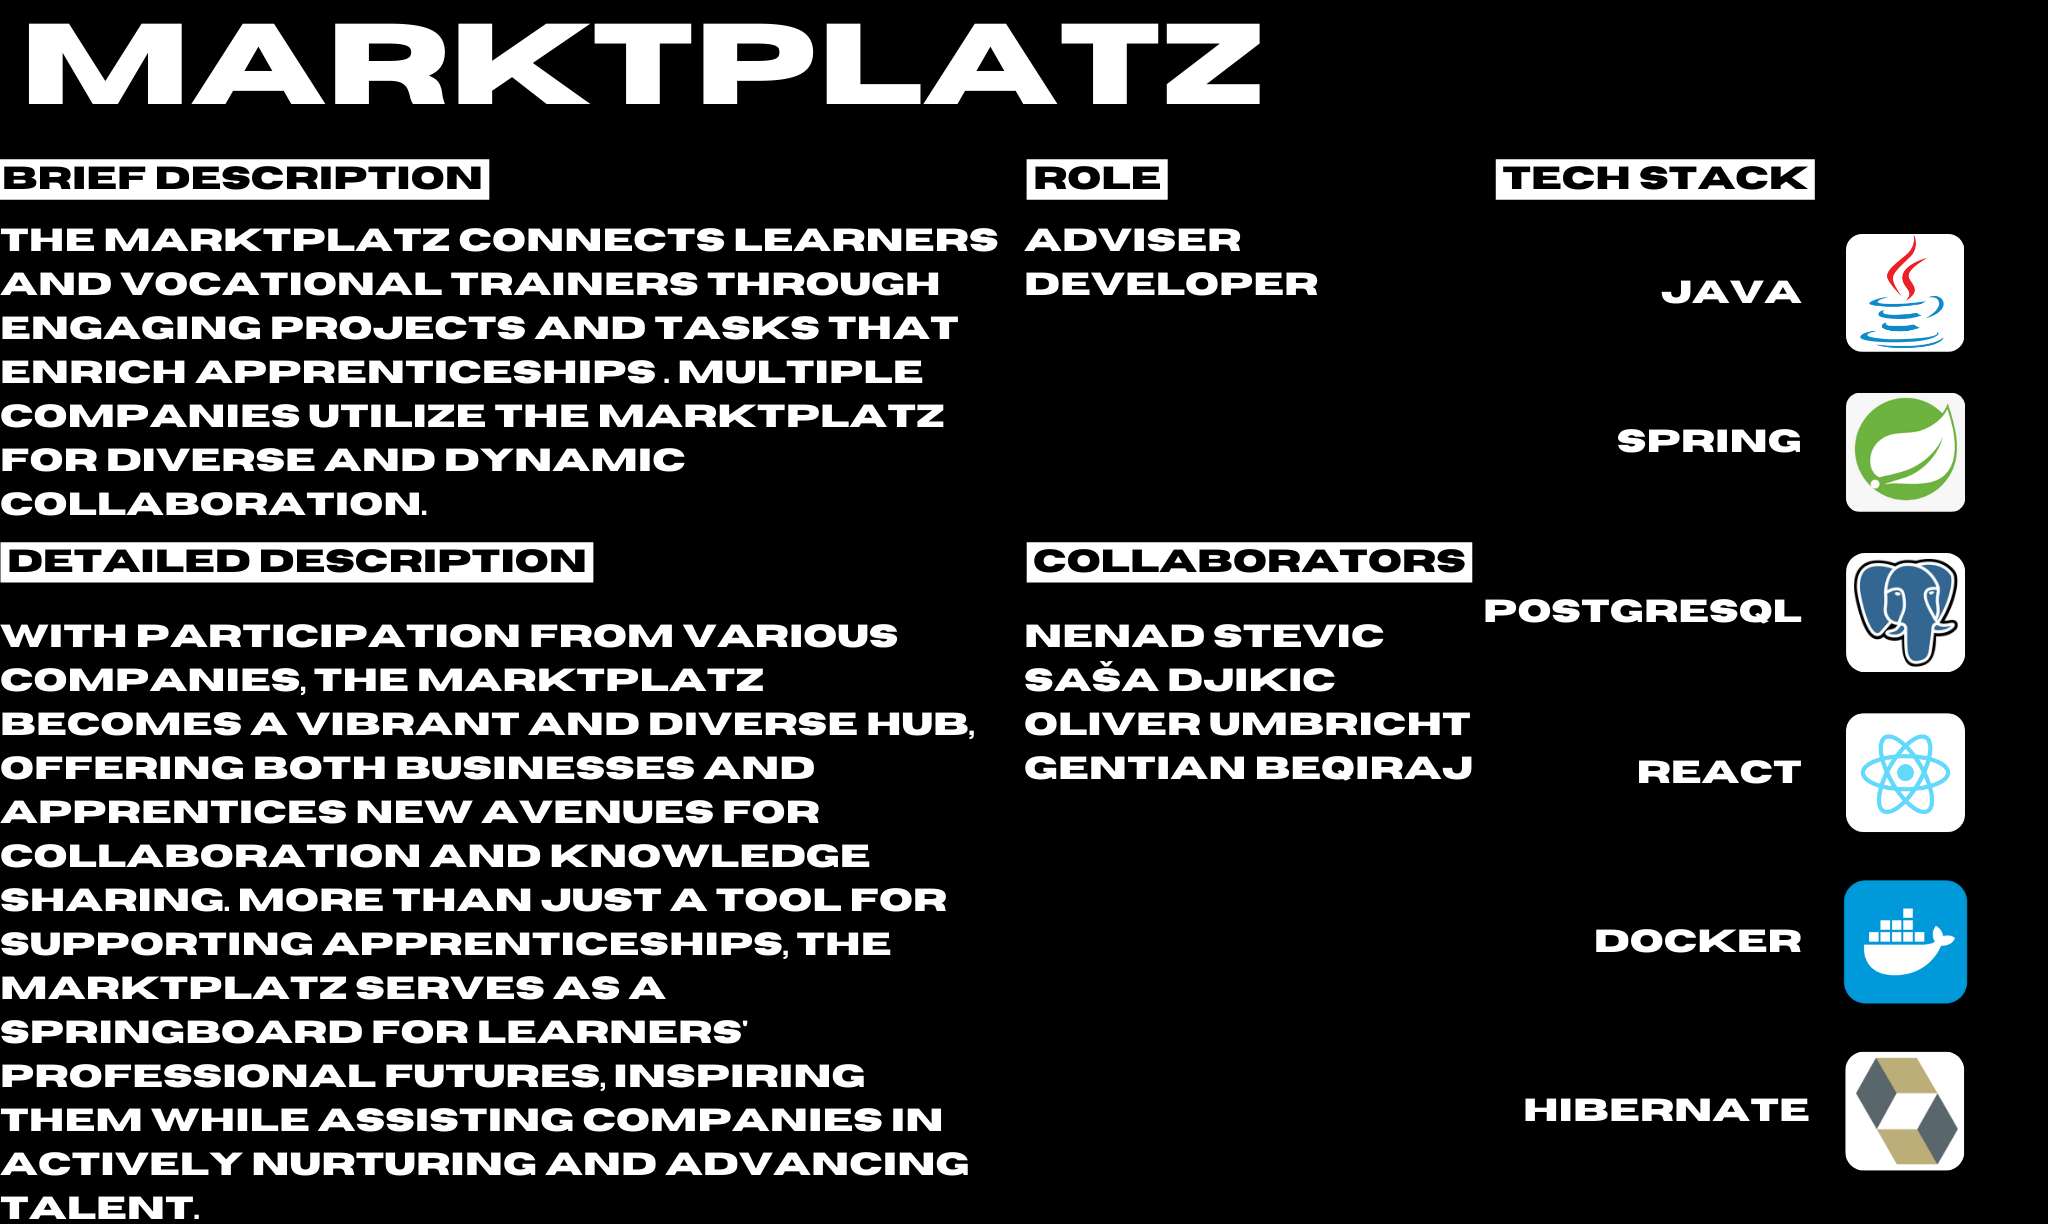 MARKTPLATZ
BRIEF DESCRIPTION
THE MARKTPLATZ CONNECTS LEARNERS
AND VOCATIONAL TRAINERS THROUGH
ENGAGING PROJECTS AND TASKS THAT
ENRICH APPRENTICESHIPS . MULTIPLE
COMPANIES UTILIZE THE MARKTPLATZ
FOR DIVERSE AND DYNAMIC
COLLABORATION.
DETAILED DESCRIPTION
WITH PARTICIPATION FROM VARIOUS
COMPANIES, THE MARKTPLATZ
BECOMES A VIBRANT AND DIVERSE HUB,
OFFERING BOTH BUSINESSES AND
APPRENTICES NEW AVENUES FOR
COLLABORATION AND KNOWLEDGE
SHARING. MORE THAN JUST A TOOL FOR
SUPPORTING APPRENTICESHIPS, THE
MARKTPLATZ SERVES AS A
SPRINGBOARD FOR LEARNERS'
PROFESSIONAL FUTURES, INSPIRING
THEM WHILE ASSISTING COMPANIES IN
ACTIVELY NURTURING AND ADVANCING
TALENT.
ROLE
ADVISER
DEVELOPER
COLLABORATORS
NENAD STEVIC
SAŠA DJIKIC
OLIVER UMBRICHT
GENTIAN BEQIRAJ
TECH STACK
JAVA
SPRING
POSTGRESQL
REACT
DOCKER
HIBERNATE